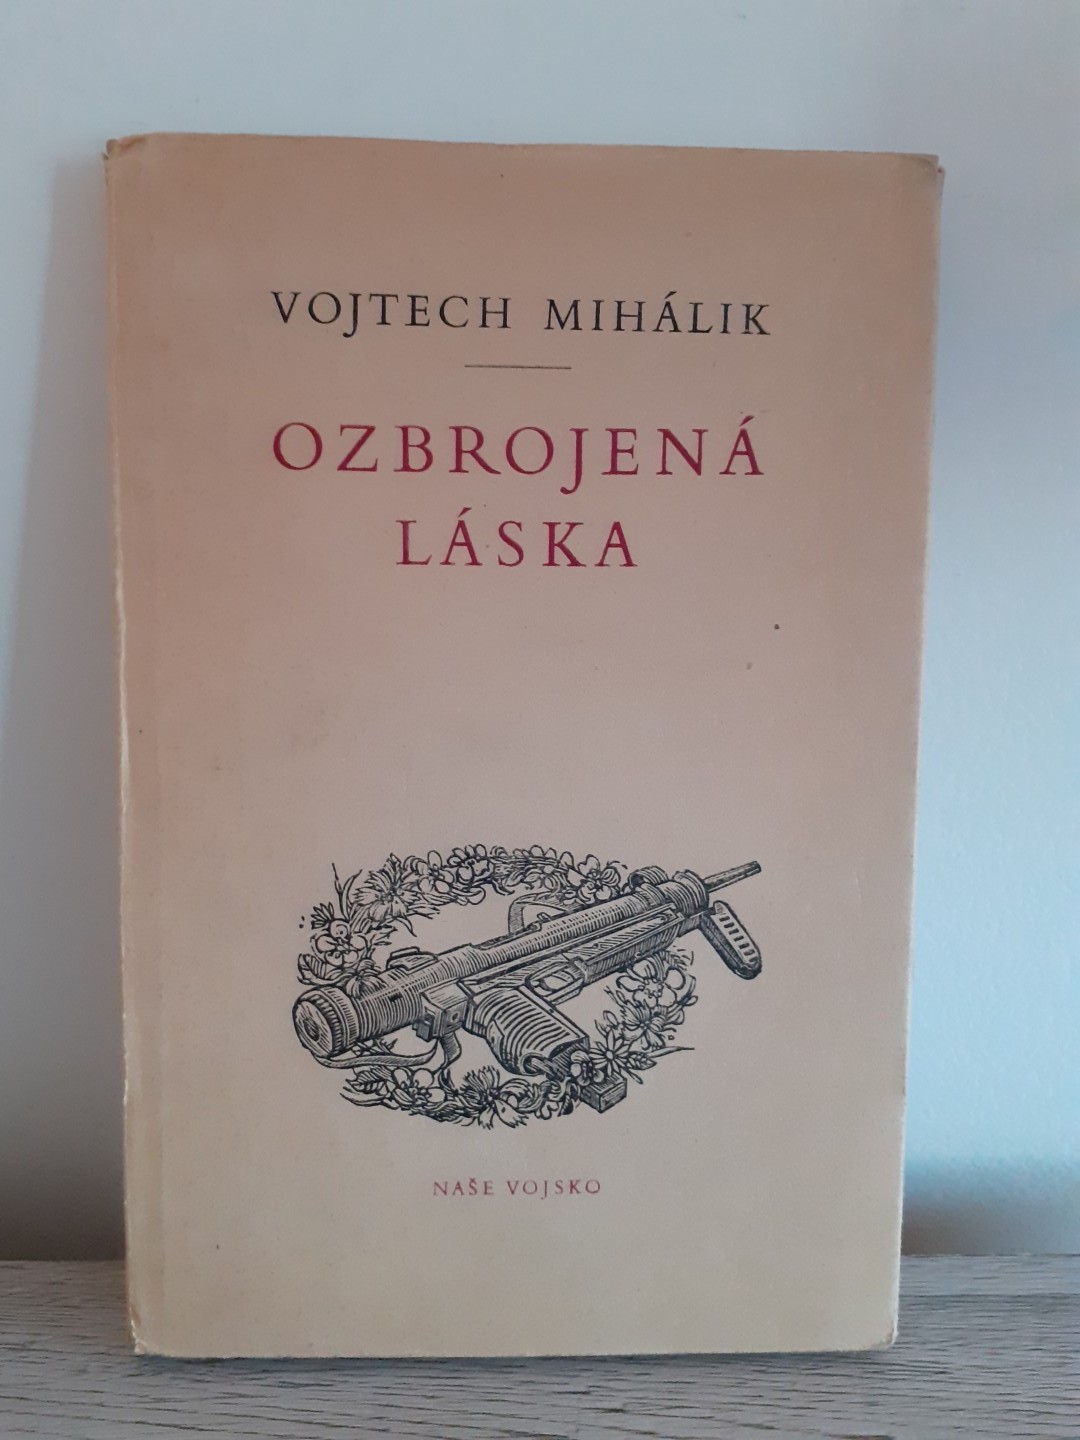 VOJTECH MIHÁLIK
OZBROJENÁ
LÁSKA
NAŠE VOJSKO